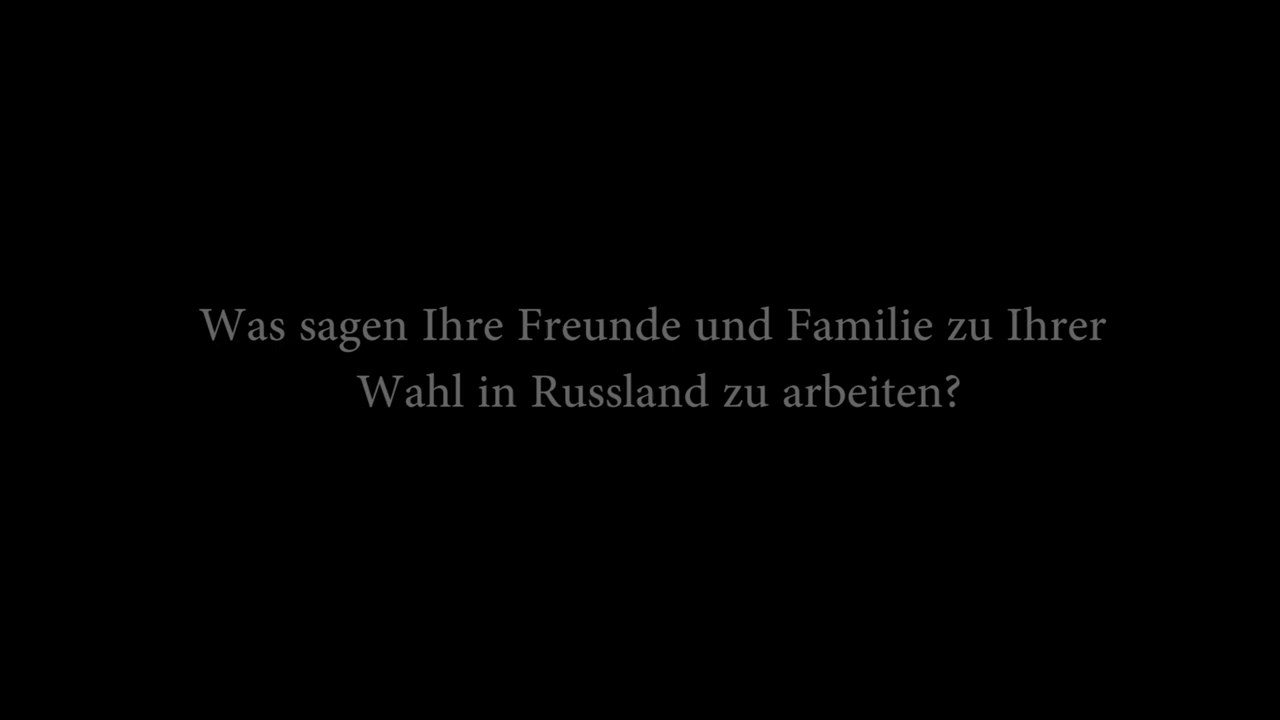 Was sagen Ihre Freunde und Familie zu Ihrer
Wahl in Russland zu arbeiten?